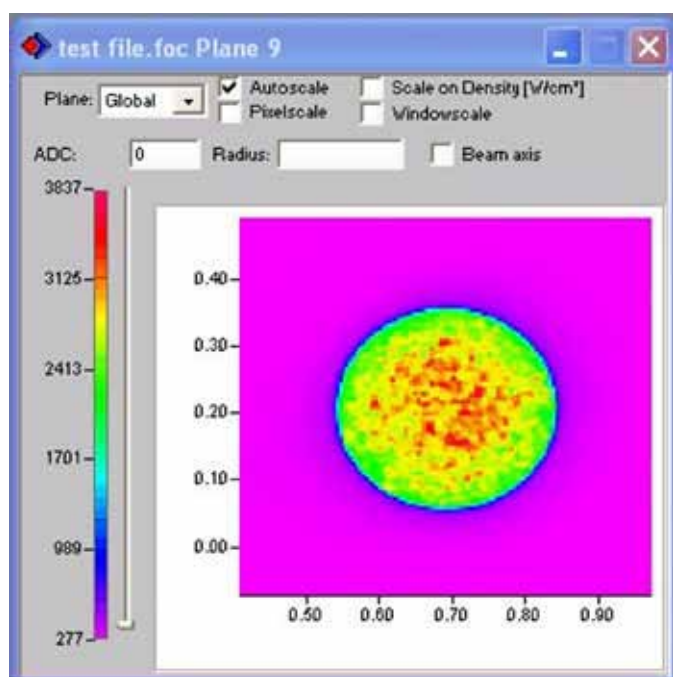 test file.foc Plane 9
Plane: Global
Autoscale
Scale on Density [W/cm²]
Pixelscale
Windowscale
ADC: 0 Radius:
Beam axis
3837
3125
2413
1701
989
277
0.40
0.30
0.20
0.10
0.00
0.50 0.60 0.70 0.80 0.90